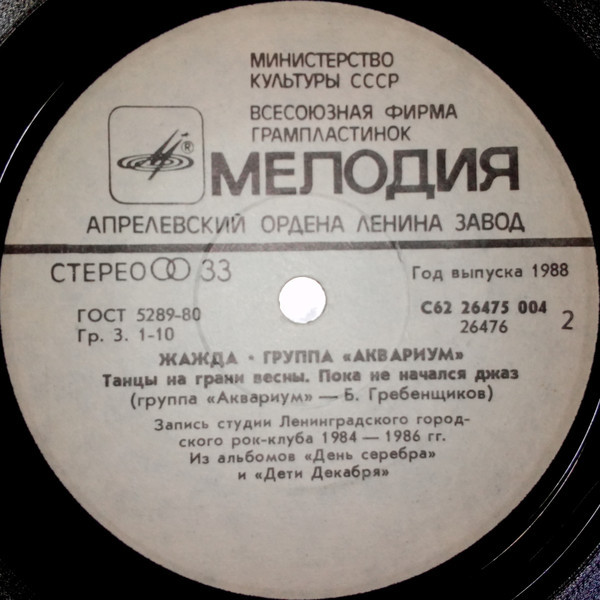 МИНИСТЕРСТВО
КУЛЬТУРЫ СССР
ВСЕСОЮЗНАЯ ФИРМА
ГРАМПЛАСТИНОК
®
МЕЛОДИЯ
АПРЕЛЕВСКИЙ ОРДЕНА ЛЕНИНА ЗАВОД
СТЕРЕО 33
Год выпуска 1988
ГОСТ 5289-80
Гр. 3. 1-10
С62 26475 004
26476
2
ЖАЖДА • ГРУППА «АКВАРИУМ»
Танцы на грани весны. Пока не начался джаз
(группа «Аквариум» — Б. Гребенщиков)
Запись студии Ленинградского город-
ского рок-клуба 1984 — 1986 гг.
Из альбомов «День серебра»
и «Дети Декабря»